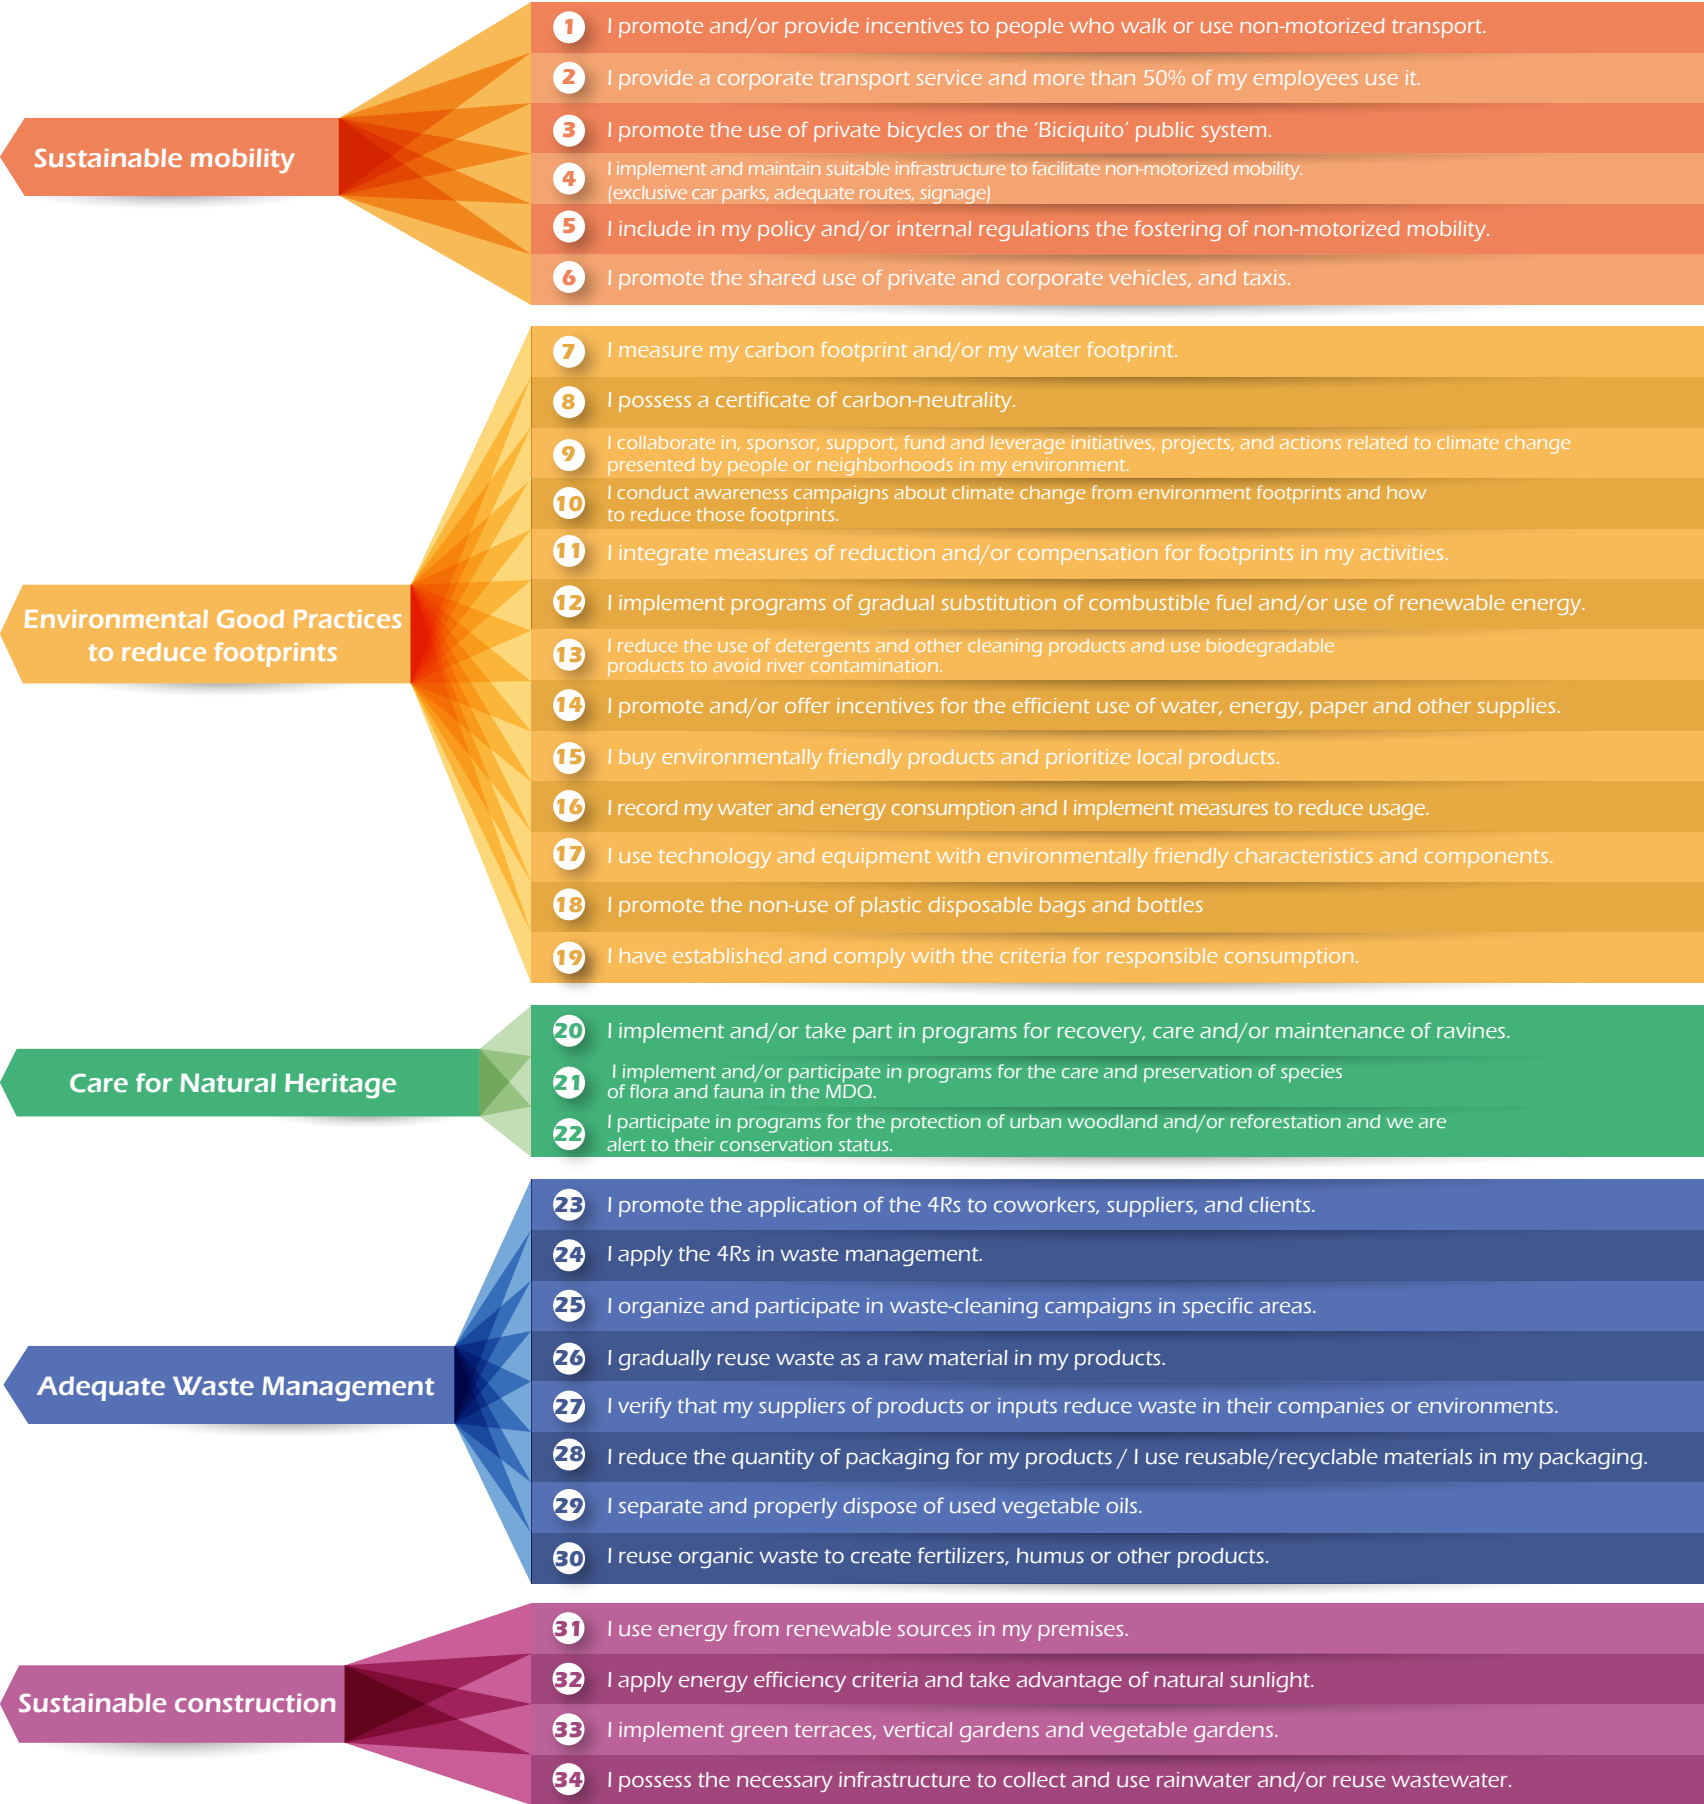 Sustainable mobility
1 I promote and/or provide incentives to people who walk or use non-motorized transport.
2 I provide a corporate transport service and more than 50% of my employees use it.
3 I promote the use of private bicycles or the ‘Biciquito’ public system.
4 I implement and maintain suitable infrastructure to facilitate non-motorized mobility.
(exclusive car parks, adequate routes, signage)
5 I include in my policy and/or internal regulations the fostering of non-motorized mobility.
6 I promote the shared use of private and corporate vehicles, and taxis.
Environmental Good Practices
to reduce footprints
7 I measure my carbon footprint and/or my water footprint.
8 I possess a certificate of carbon-neutrality.
9 I collaborate in, sponsor, support, fund and leverage initiatives, projects, and actions related to climate change
presented by people or neighborhoods in my environment.
10 I conduct awareness campaigns about climate change from environment footprints and how
to reduce those footprints.
11 I integrate measures of reduction and/or compensation for footprints in my activities.
12 I implement programs of gradual substitution of combustible fuel and/or use of renewable energy.
13 I reduce the use of detergents and other cleaning products and use biodegradable
products to avoid river contamination.
14 I promote and/or offer incentives for the efficient use of water, energy, paper and other supplies.
15 I buy environmentally friendly products and prioritize local products.
16 I record my water and energy consumption and I implement measures to reduce usage.
17 I use technology and equipment with environmentally friendly characteristics and components.
18 I promote the non-use of plastic disposable bags and bottles
19 I have established and comply with the criteria for responsible consumption.
Care for Natural Heritage
20 I implement and/or take part in programs for recovery, care and/or maintenance of ravines.
21 I implement and/or participate in programs for the care and preservation of species
of flora and fauna in the MDQ.
22 I participate in programs for the protection of urban woodland and/or reforestation and we are
alert to their conservation status.
Adequate Waste Management
23 I promote the application of the 4Rs to coworkers, suppliers, and clients.
24 I apply the 4Rs in waste management.
25 I organize and participate in waste-cleaning campaigns in specific areas.
26 I gradually reuse waste as a raw material in my products.
27 I verify that my suppliers of products or inputs reduce waste in their companies or environments.
28 I reduce the quantity of packaging for my products / I use reusable/recyclable materials in my packaging.
29 I separate and properly dispose of used vegetable oils.
30 I reuse organic waste to create fertilizers, humus or other products.
Sustainable construction
31 I use energy from renewable sources in my premises.
32 I apply energy efficiency criteria and take advantage of natural sunlight.
33 I implement green terraces, vertical gardens and vegetable gardens.
34 I possess the necessary infrastructure to collect and use rainwater and/or reuse wastewater.